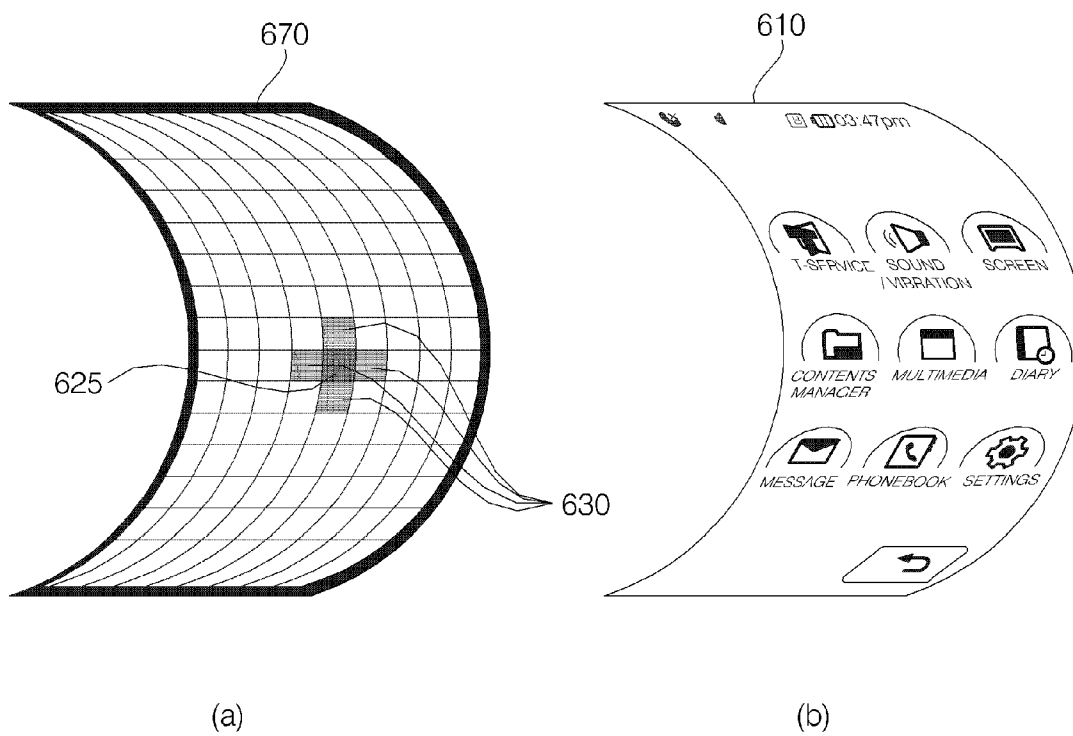 670
610
03:47pm
T-SERVICE
SOUND
/VIBRATION
SCREEN
CONTENTS
MANAGER
MULTIMEDIA
DIARY
MESSAGE
PHONEBOOK
SETTINGS
625
630
(a)
(b)